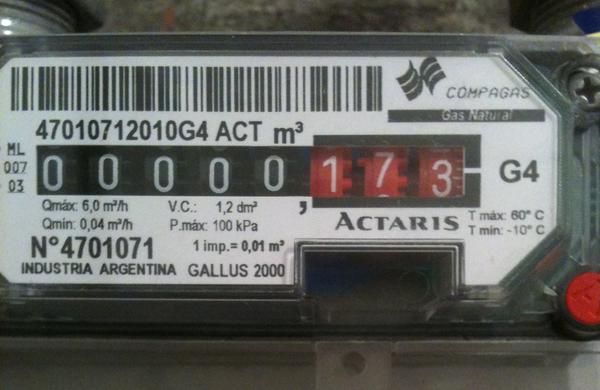 COMPAGAS
Gas Natural
47010712010G4 ACT m³
ML
007
03
00000,173
G4
Qmáx: 6,0 m³/h V.C.: 1,2 dm³
Qmín: 0,04 m³/h P.máx: 100 kPa
ACTARIS
T máx: 60° C
T mín: -10° C
N°4701071 1 imp.= 0,01 m³
INDUSTRIA ARGENTINA GALLUS 2000